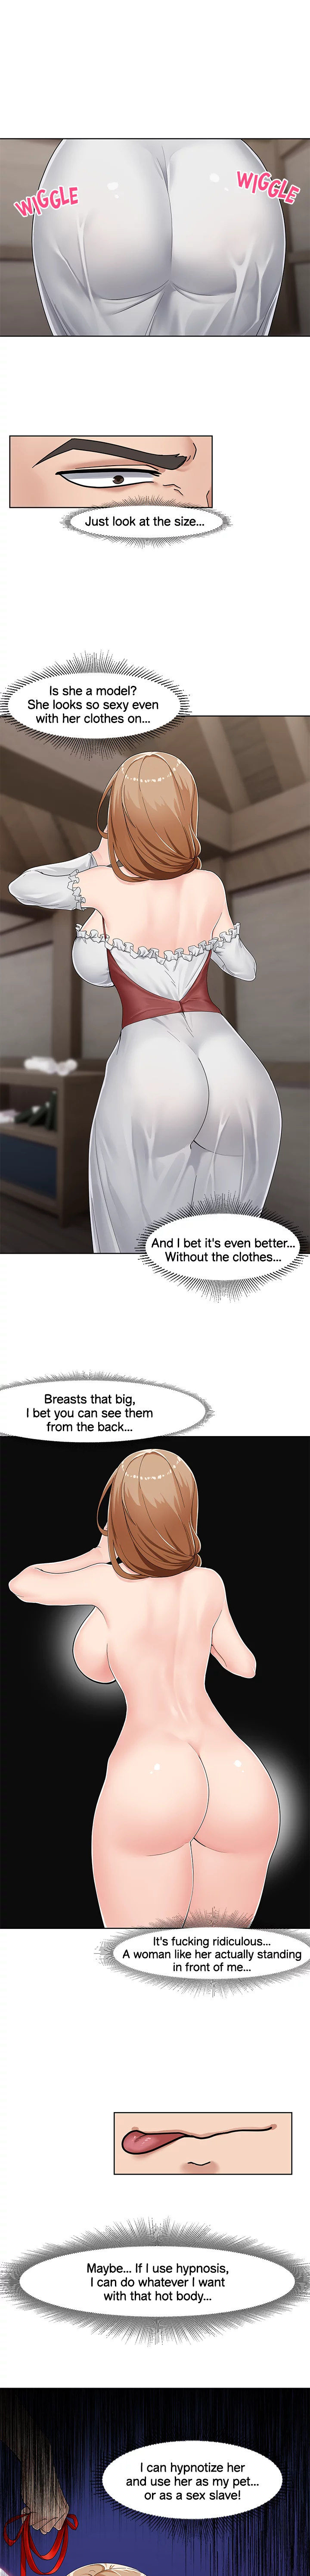 WIGGLE
WIGGLE
Just look at the size...
Is she a model?
She looks so sexy even
with her clothes on...
And I bet it's even better...
Without the clothes...
Breasts that big,
I bet you can see them
from the back...
It's fucking ridiculous...
A woman like her actually standing
in front of me...
Maybe... If I use hypnosis,
I can do whatever I want
with that hot body...
I can hypnotize her
and use her as my pet...
or as a sex slave!